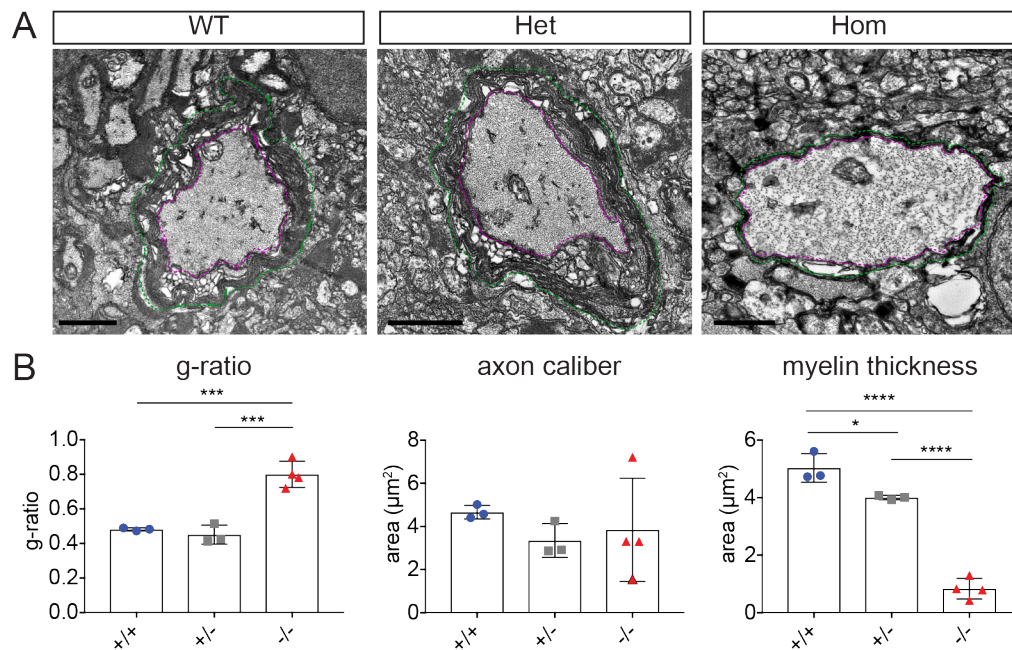 A
WT
Het
Hom
B
g-ratio
axon caliber
myelin thickness
***
***
****
*
****
g-ratio
1.0
0.8
0.6
0.4
0.2
0.0
+/+
+/-
-/-
area (µm²)
8
6
4
2
0
+/+
+/-
-/-
area (µm²)
6
4
2
0
+/+
+/-
-/-